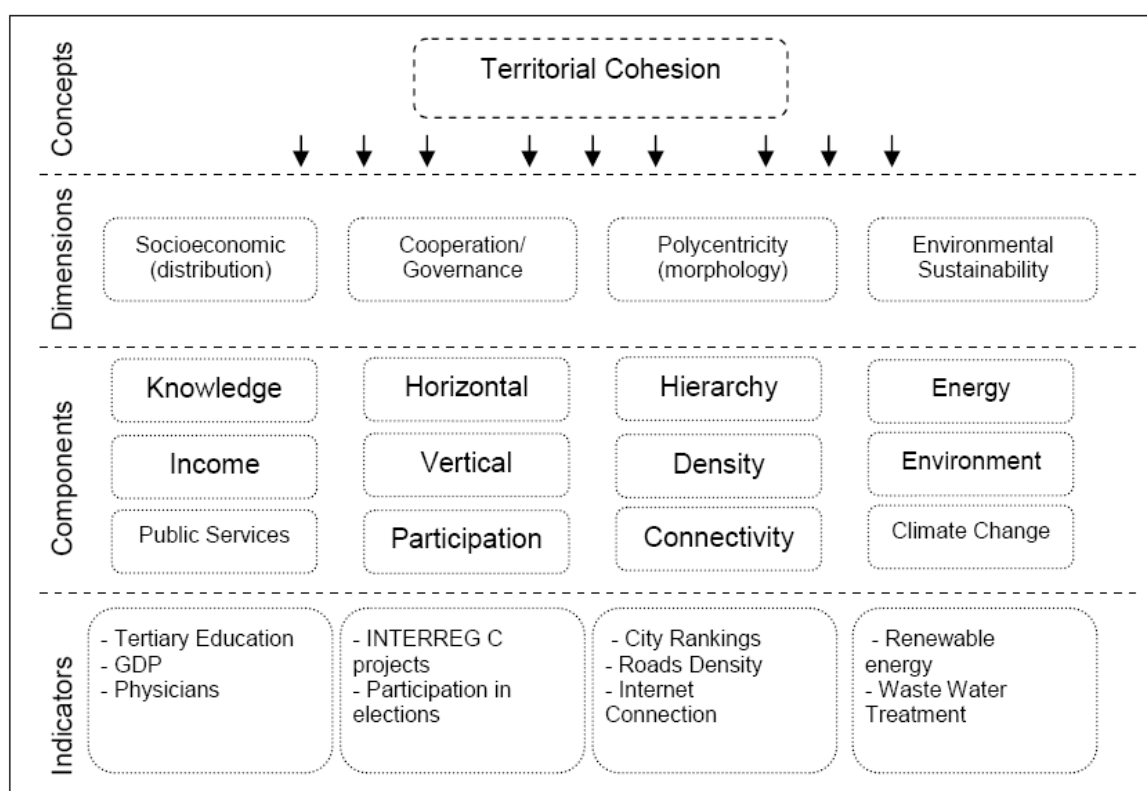 Concepts
Territorial Cohesion
Dimensions
Socioeconomic
(distribution)
Cooperation/
Governance
Polycentricity
(morphology)
Environmental
Sustainability
Components
Knowledge
Horizontal
Hierarchy
Energy
Income
Vertical
Density
Environment
Public Services
Participation
Connectivity
Climate Change
Indicators
- Tertiary Education
- GDP
- Physicians
- INTERREG C
projects
- Participation in
elections
- City Rankings
- Roads Density
- Internet
Connection
- Renewable
energy
- Waste Water
Treatment